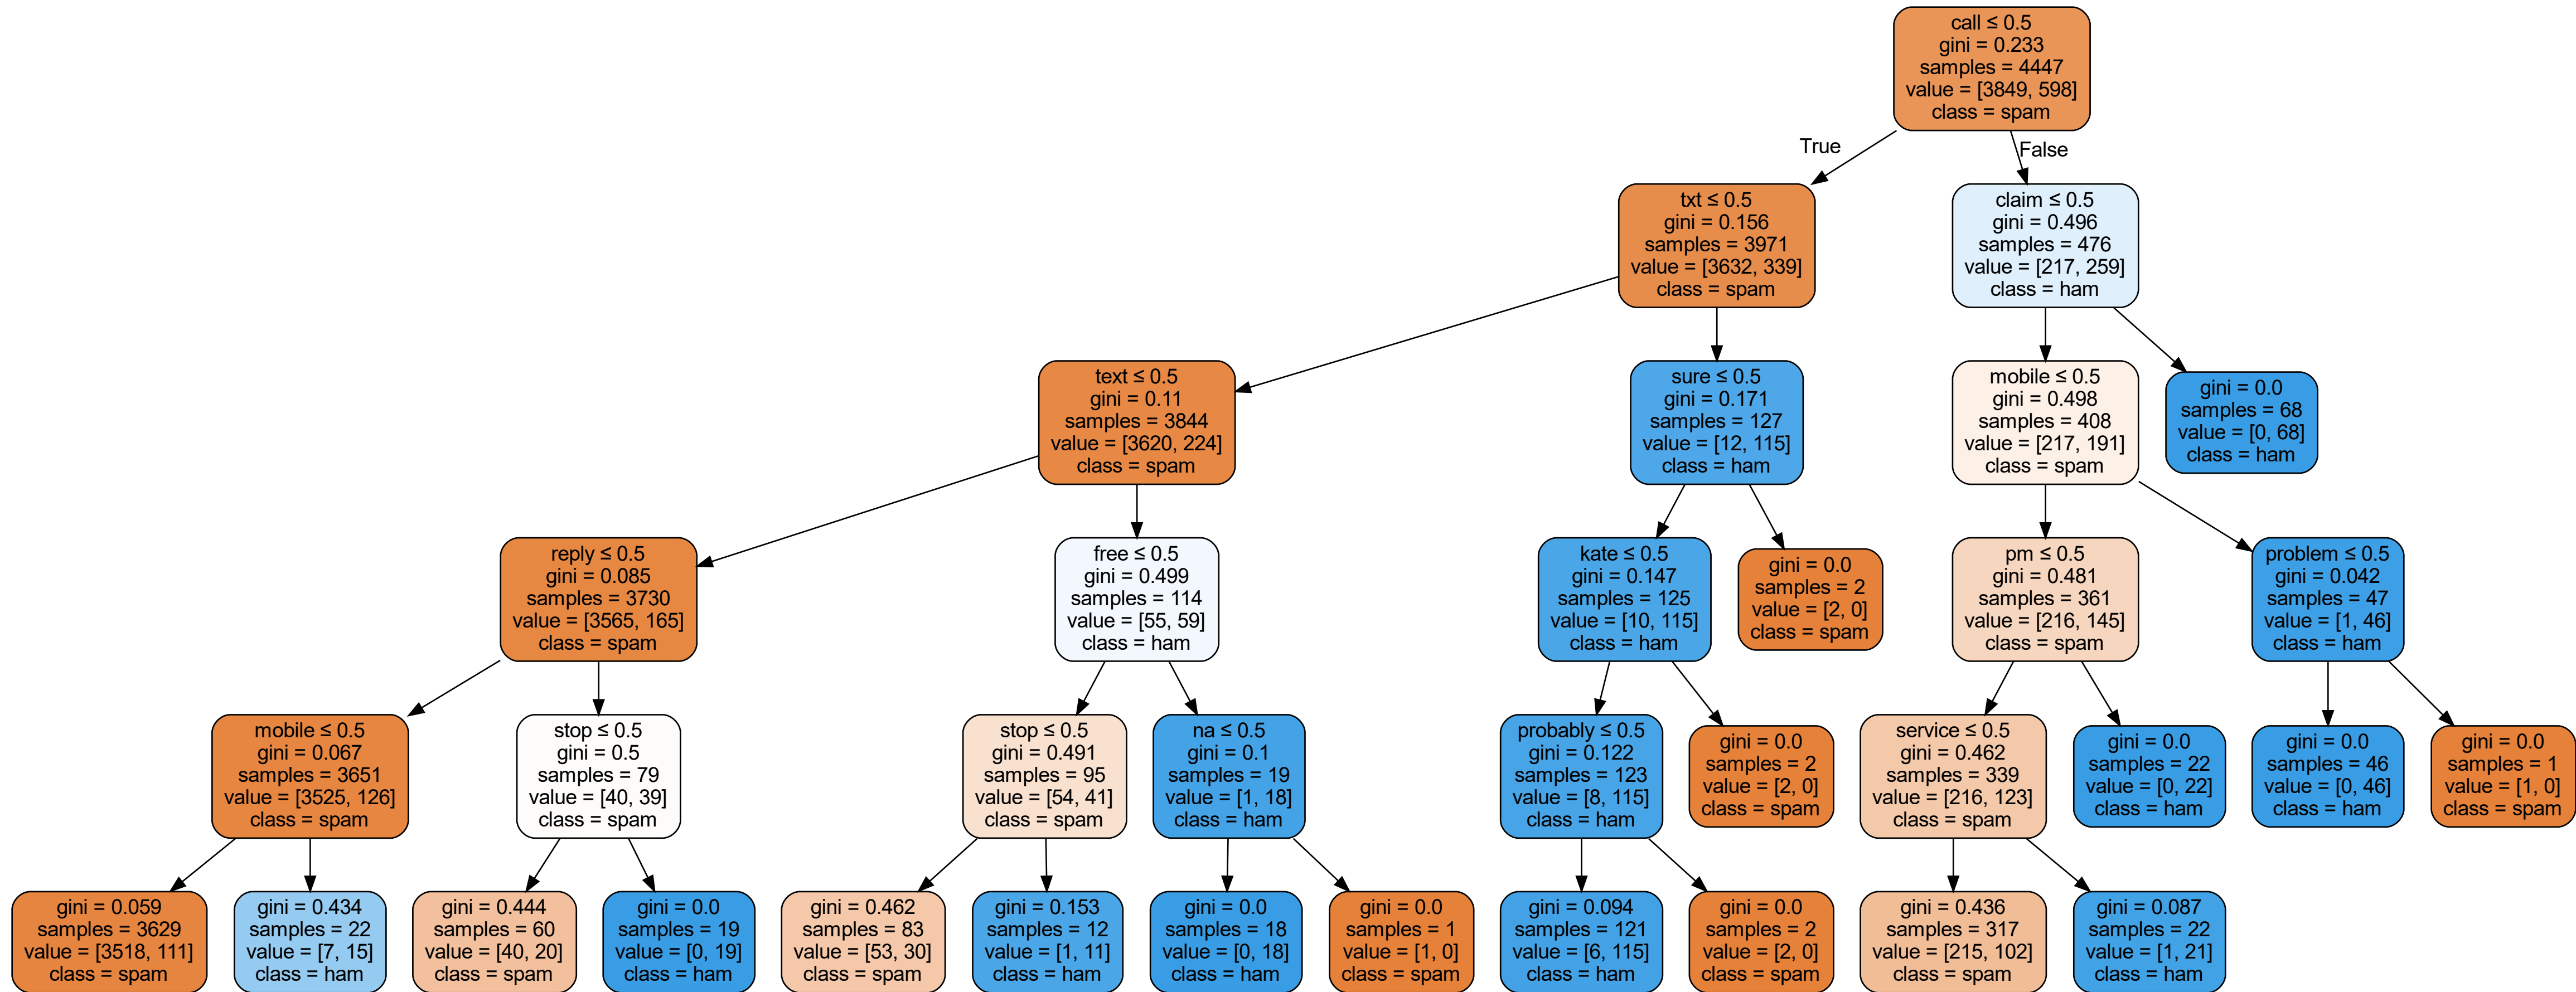 call ≤ 0.5
gini = 0.233
samples = 4447
value = [3849, 598]
class = spam
True
False
txt ≤ 0.5
gini = 0.156
samples = 3971
value = [3632, 339]
class = spam
claim ≤ 0.5
gini = 0.496
samples = 476
value = [217, 259]
class = ham
text ≤ 0.5
gini = 0.11
samples = 3844
value = [3620, 224]
class = spam
sure ≤ 0.5
gini = 0.171
samples = 127
value = [12, 115]
class = ham
mobile ≤ 0.5
gini = 0.498
samples = 408
value = [217, 191]
class = spam
gini = 0.0
samples = 68
value = [0, 68]
class = ham
reply ≤ 0.5
gini = 0.085
samples = 3730
value = [3565, 165]
class = spam
free ≤ 0.5
gini = 0.499
samples = 114
value = [55, 59]
class = ham
kate ≤ 0.5
gini = 0.147
samples = 125
value = [10, 115]
class = ham
gini = 0.0
samples = 2
value = [2, 0]
class = spam
pm ≤ 0.5
gini = 0.481
samples = 361
value = [216, 145]
class = spam
problem ≤ 0.5
gini = 0.042
samples = 47
value = [1, 46]
class = ham
mobile ≤ 0.5
gini = 0.067
samples = 3651
value = [3525, 126]
class = spam
stop ≤ 0.5
gini = 0.5
samples = 79
value = [40, 39]
class = spam
stop ≤ 0.5
gini = 0.491
samples = 95
value = [54, 41]
class = spam
na ≤ 0.5
gini = 0.1
samples = 19
value = [1, 18]
class = ham
probably ≤ 0.5
gini = 0.122
samples = 123
value = [8, 115]
class = ham
gini = 0.0
samples = 2
value = [2, 0]
class = spam
service ≤ 0.5
gini = 0.462
samples = 339
value = [216, 123]
class = spam
gini = 0.0
samples = 22
value = [0, 22]
class = ham
gini = 0.0
samples = 46
value = [0, 46]
class = ham
gini = 0.0
samples = 1
value = [1, 0]
class = spam
gini = 0.059
samples = 3629
value = [3518, 111]
class = spam
gini = 0.434
samples = 22
value = [7, 15]
class = ham
gini = 0.444
samples = 60
value = [40, 20]
class = spam
gini = 0.0
samples = 19
value = [0, 19]
class = ham
gini = 0.462
samples = 83
value = [53, 30]
class = spam
gini = 0.153
samples = 12
value = [1, 11]
class = ham
gini = 0.0
samples = 18
value = [0, 18]
class = ham
gini = 0.0
samples = 1
value = [1, 0]
class = spam
gini = 0.094
samples = 121
value = [6, 115]
class = ham
gini = 0.0
samples = 2
value = [2, 0]
class = spam
gini = 0.436
samples = 317
value = [215, 102]
class = spam
gini = 0.087
samples = 22
value = [1, 21]
class = ham